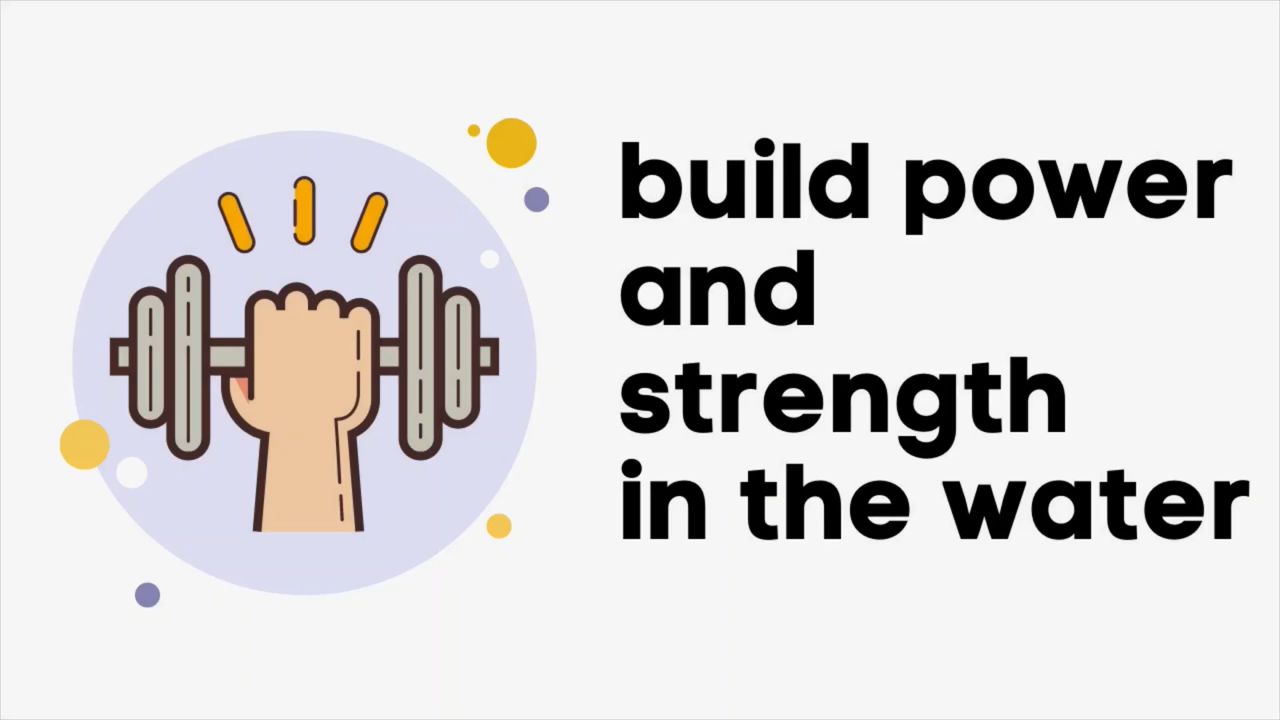 build power
and
strength
in the water